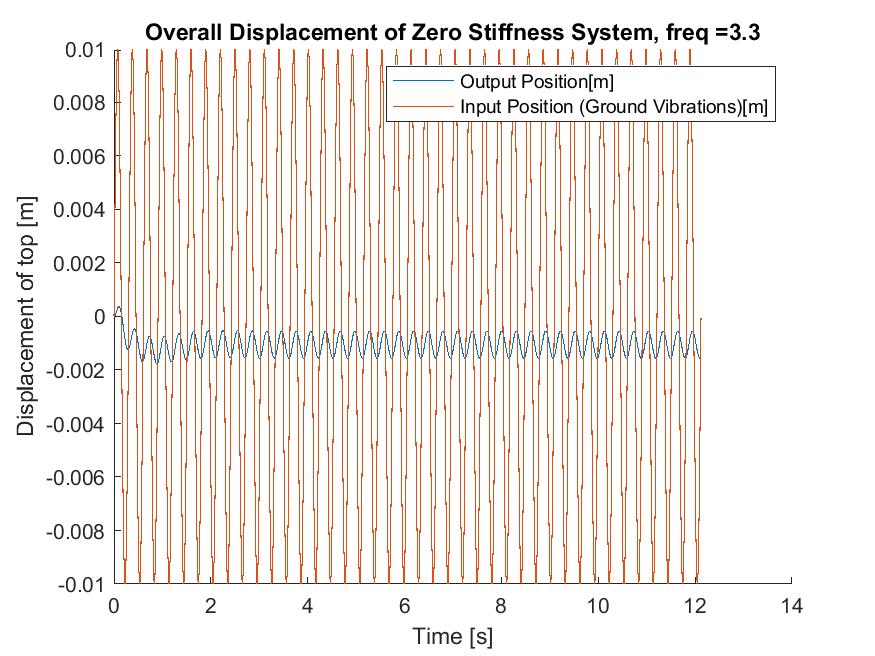 Overall Displacement of Zero Stiffness System, freq =3.3
0.01
0.008
0.006
0.004
0.002
0
-0.002
-0.004
-0.006
-0.008
-0.01
Displacement of top [m]
Output Position[m]
Input Position (Ground Vibrations)[m]
0 2 4 6 8 10 12 14
Time [s]